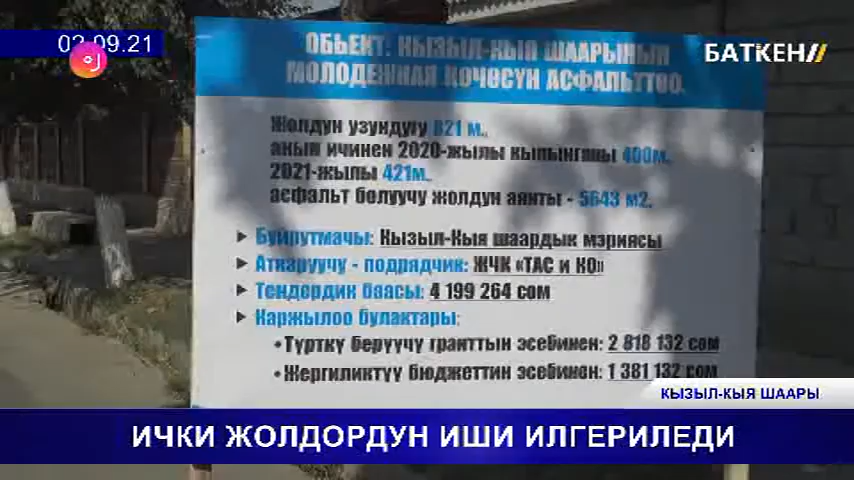 02.09.21
БАТКЕН
ОБЬЕКТ: КЫЗЫЛ-КЫЯ ШААРЫНЫН
МОЛОДЕЖНАЯ КӨЧӨСҮН АСФАЛЬТТОО.
Жолдун узундугу 821 м.,
анын ичинен 2020-жылы кылынганы 400м.,
2021-жылы 421м.,
асфальт болуучу жолдун аянты - 5643 м2.
Буйрутмачы: Кызыл-Кыя шаардык мэриясы
Аткаруучу - подрядчик: ЖЧК «ТАС и КО»
Тендердик баасы: 4 199 264 сом
Каржылоо булактары:
•Түрткү берүүчү гранттын эсебинен: 2 818 132 сом
•Жергиликтүү бюджеттин эсебинен: 1 381 132 сом
КЫЗЫЛ-КЫЯ ШААРЫ
ИЧКИ ЖОЛДОРДУН ИШИ ИЛГЕРИЛЕДИ